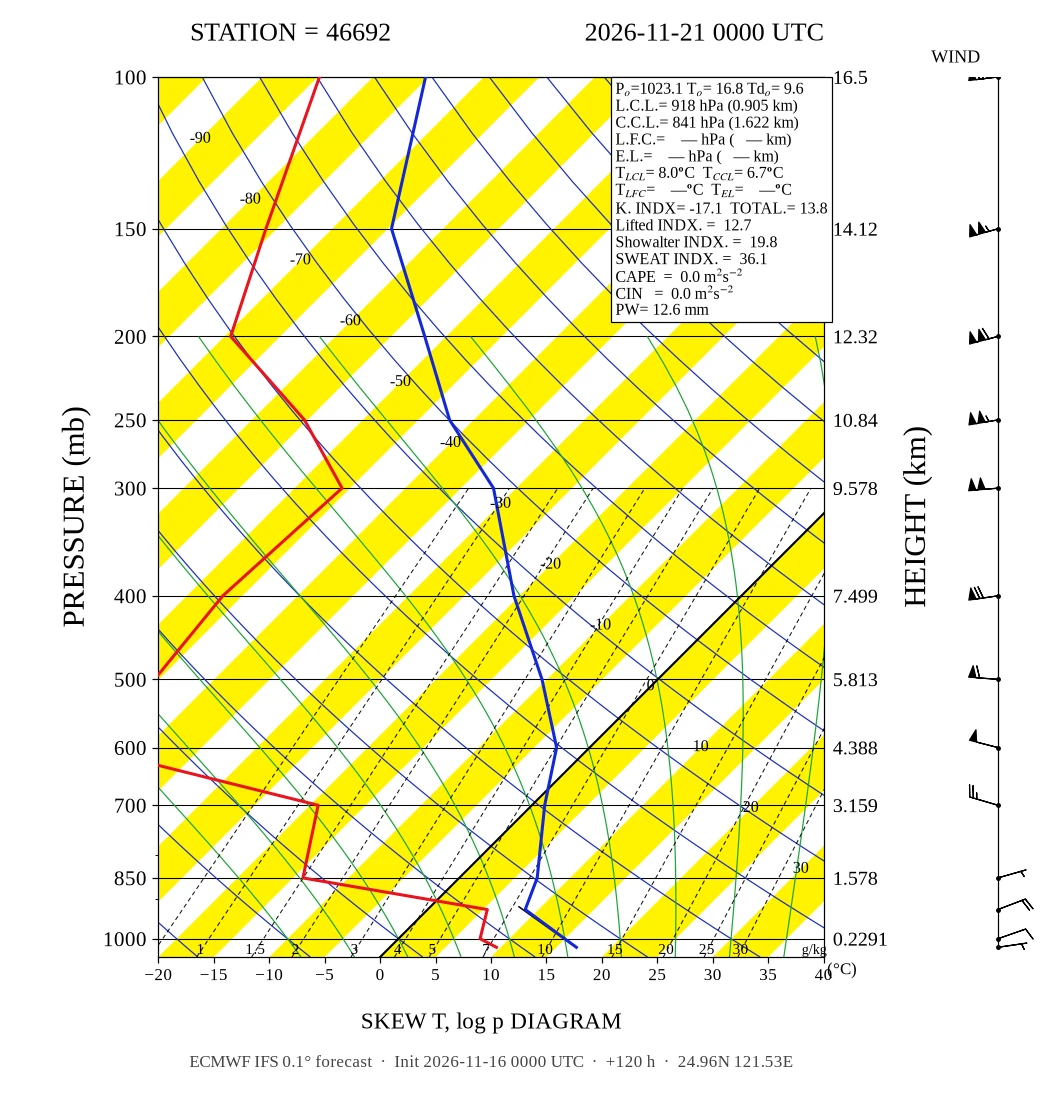 STATION = 46692
2026-11-21 0000 UTC
WIND
PRESSURE (mb)
100
150
200
250
300
400
500
600
700
850
1000
-90
-80
-70
-60
-50
-40
-30
-20
-10
0
10
20
30
Po=1023.1 To= 16.8 Tdo= 9.6
L.C.L.= 918 hPa (0.905 km)
C.C.L.= 841 hPa (1.622 km)
L.F.C.= — hPa ( — km)
E.L.= — hPa ( — km)
TLCL= 8.0°C TCCL= 6.7°C
TLFC= —°C TEL= —°C
K. INDX= -17.1 TOTAL.= 13.8
Lifted INDX. = 12.7
Showalter INDX. = 19.8
SWEAT INDX. = 36.1
CAPE = 0.0 m²s⁻²
CIN = 0.0 m²s⁻²
PW= 12.6 mm
16.5
14.12
12.32
10.84
9.578
7.499
5.813
4.388
3.159
1.578
0.2291
HEIGHT (km)
1 1.5 2 3 4 5 7 10 15 20 25 30 g/kg
−20 −15 −10 −5 0 5 10 15 20 25 30 35 40 (°C)
SKEW T, log p DIAGRAM
ECMWF IFS 0.1° forecast · Init 2026-11-16 0000 UTC · +120 h · 24.96N 121.53E